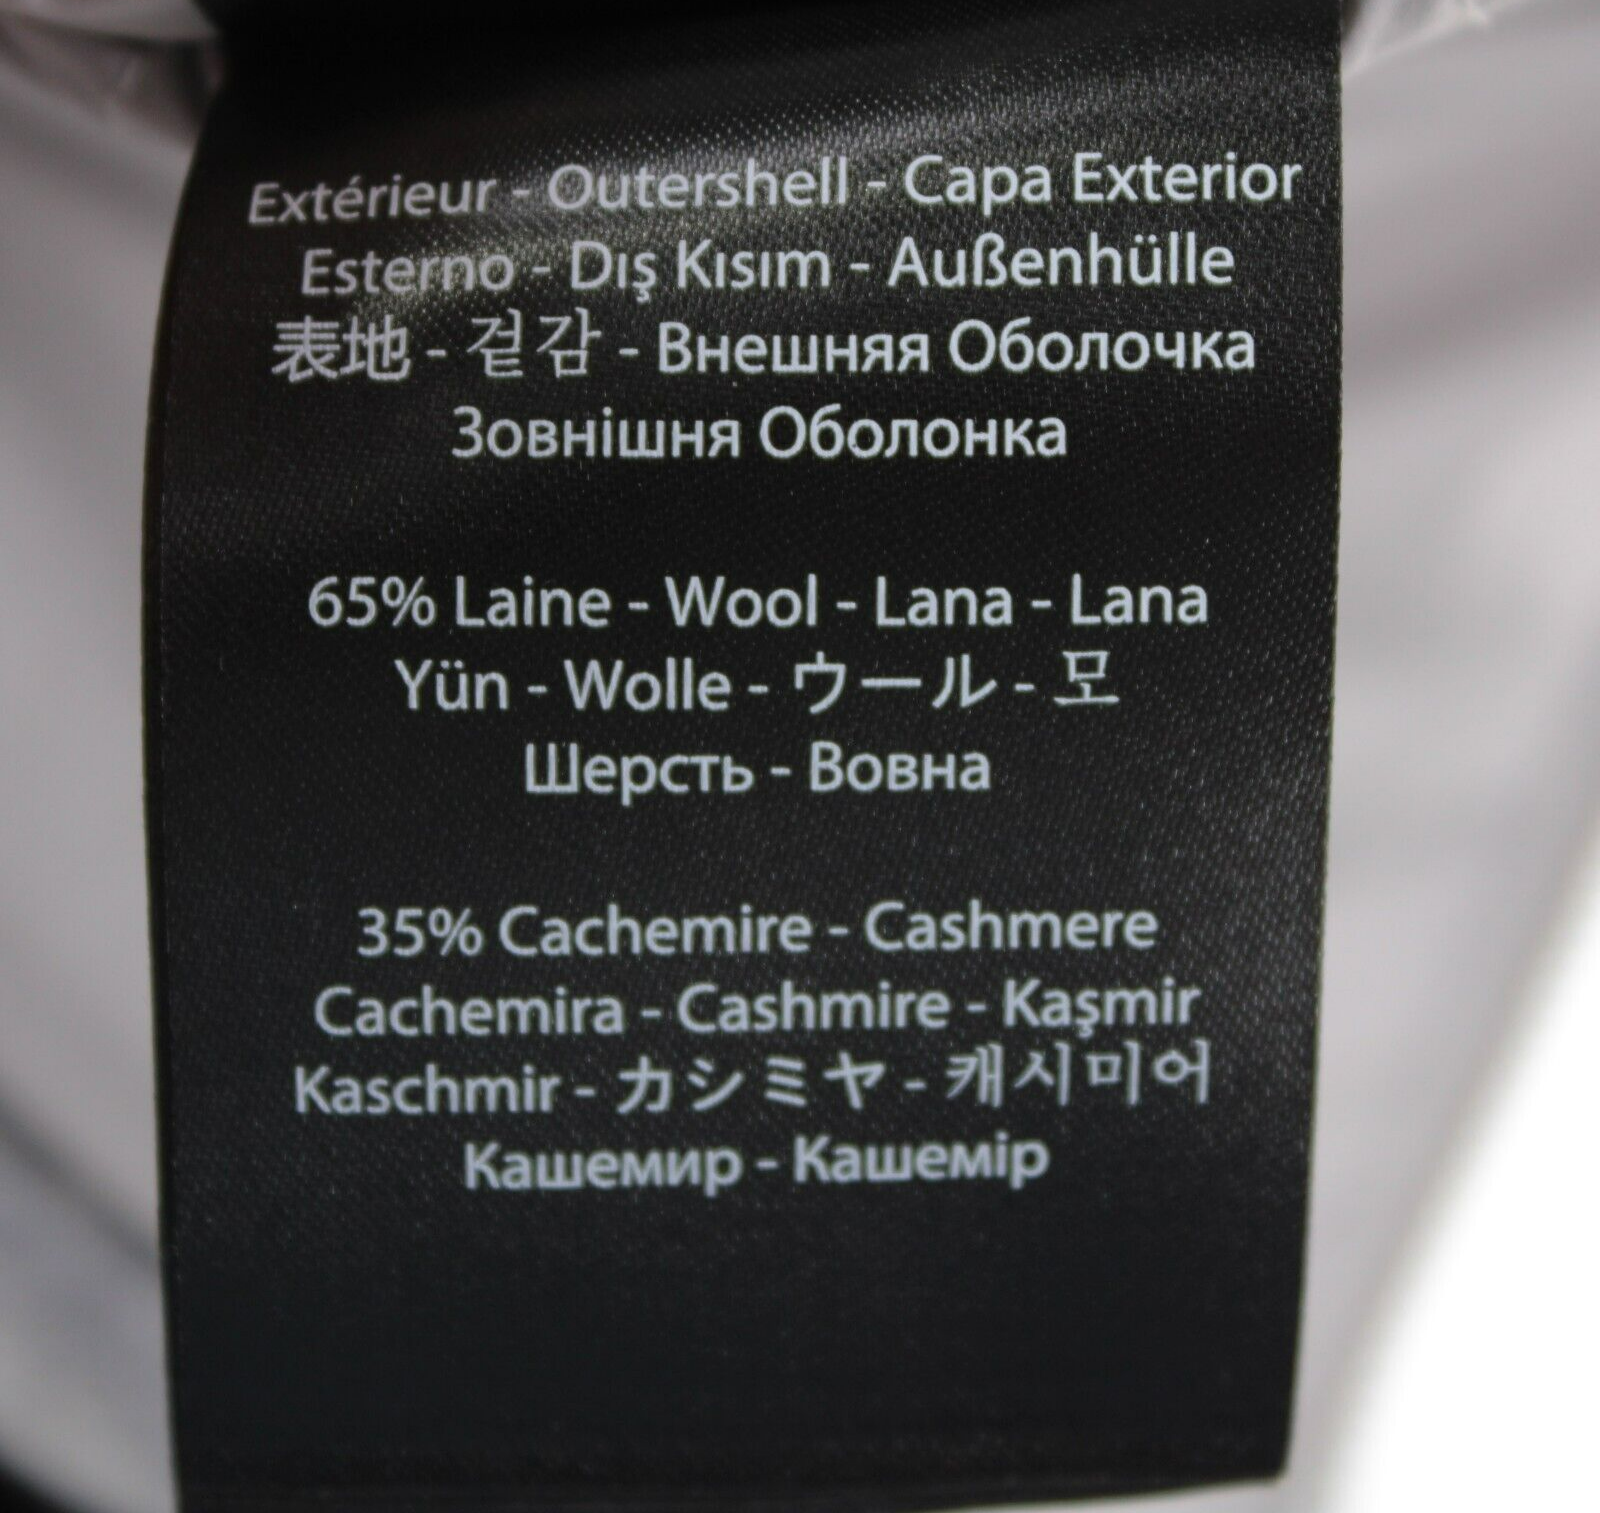 Extérieur - Outershell - Capa Exterior
Esterno - Dış Kısım - Außenhülle
表地 - 겉감 - Внешняя Оболочка
Зовнішня Оболонка
65% Laine - Wool - Lana - Lana
Yün - Wolle - ウール - 모
Шерсть - Вовна
35% Cachemire - Cashmere
Cachemira - Cashmire - Kaşmir
Kaschmir - カシミヤ - 캐시미어
Кашемир - Кашемір